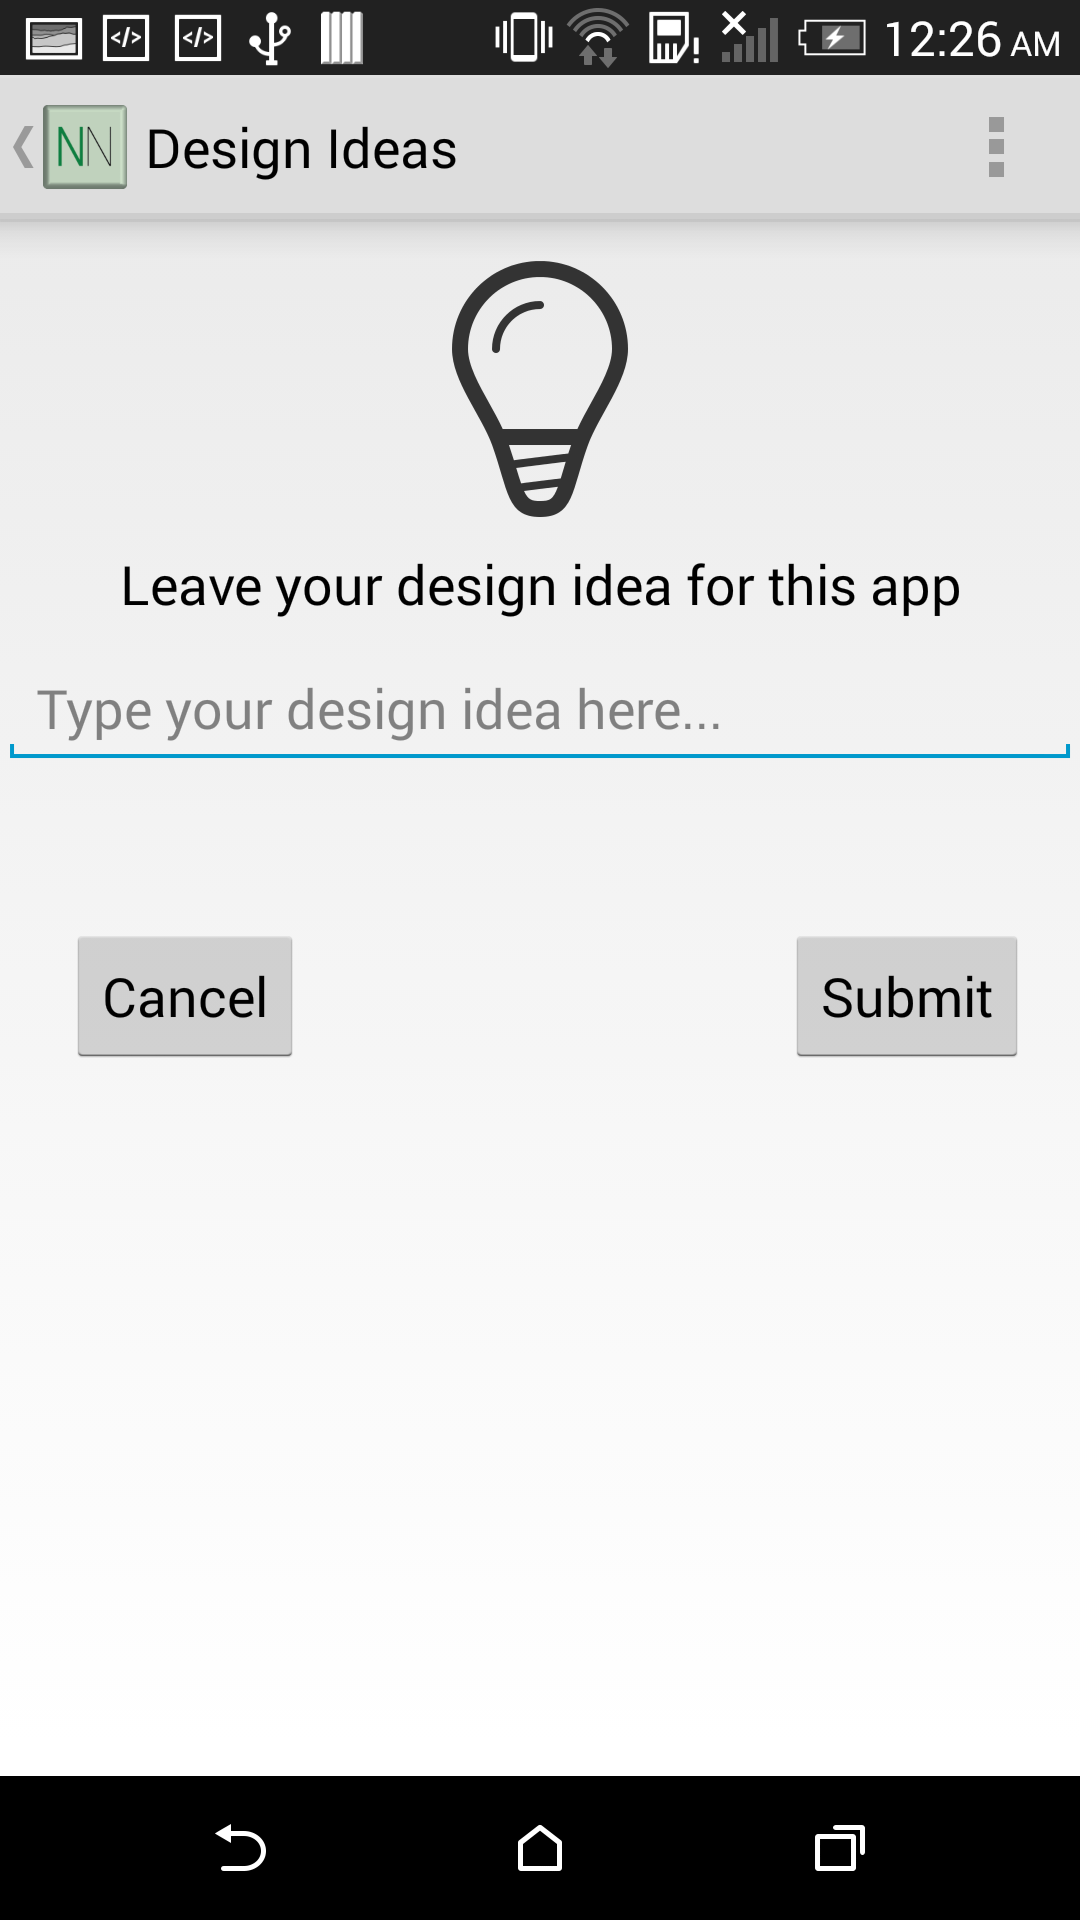 12:26 AM
NN
Design Ideas
Leave your design idea for this app
Type your design idea here...
Cancel
Submit